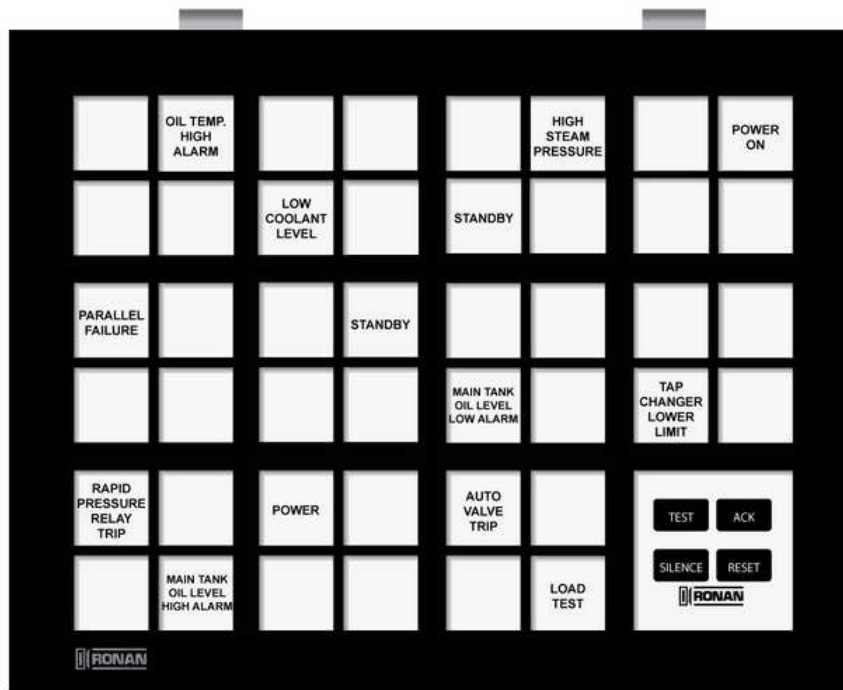 OIL TEMP.
HIGH
ALARM
HIGH
STEAM
PRESSURE
POWER
ON
LOW
COOLANT
LEVEL
STANDBY
PARALLEL
FAILURE
STANDBY
MAIN TANK
OIL LEVEL
LOW ALARM
TAP
CHANGER
LOWER
LIMIT
RAPID
PRESSURE
RELAY
TRIP
POWER
AUTO
VALVE
TRIP
TEST
ACK
SILENCE
RESET
RONAN
MAIN TANK
OIL LEVEL
HIGH ALARM
LOAD
TEST
RONAN